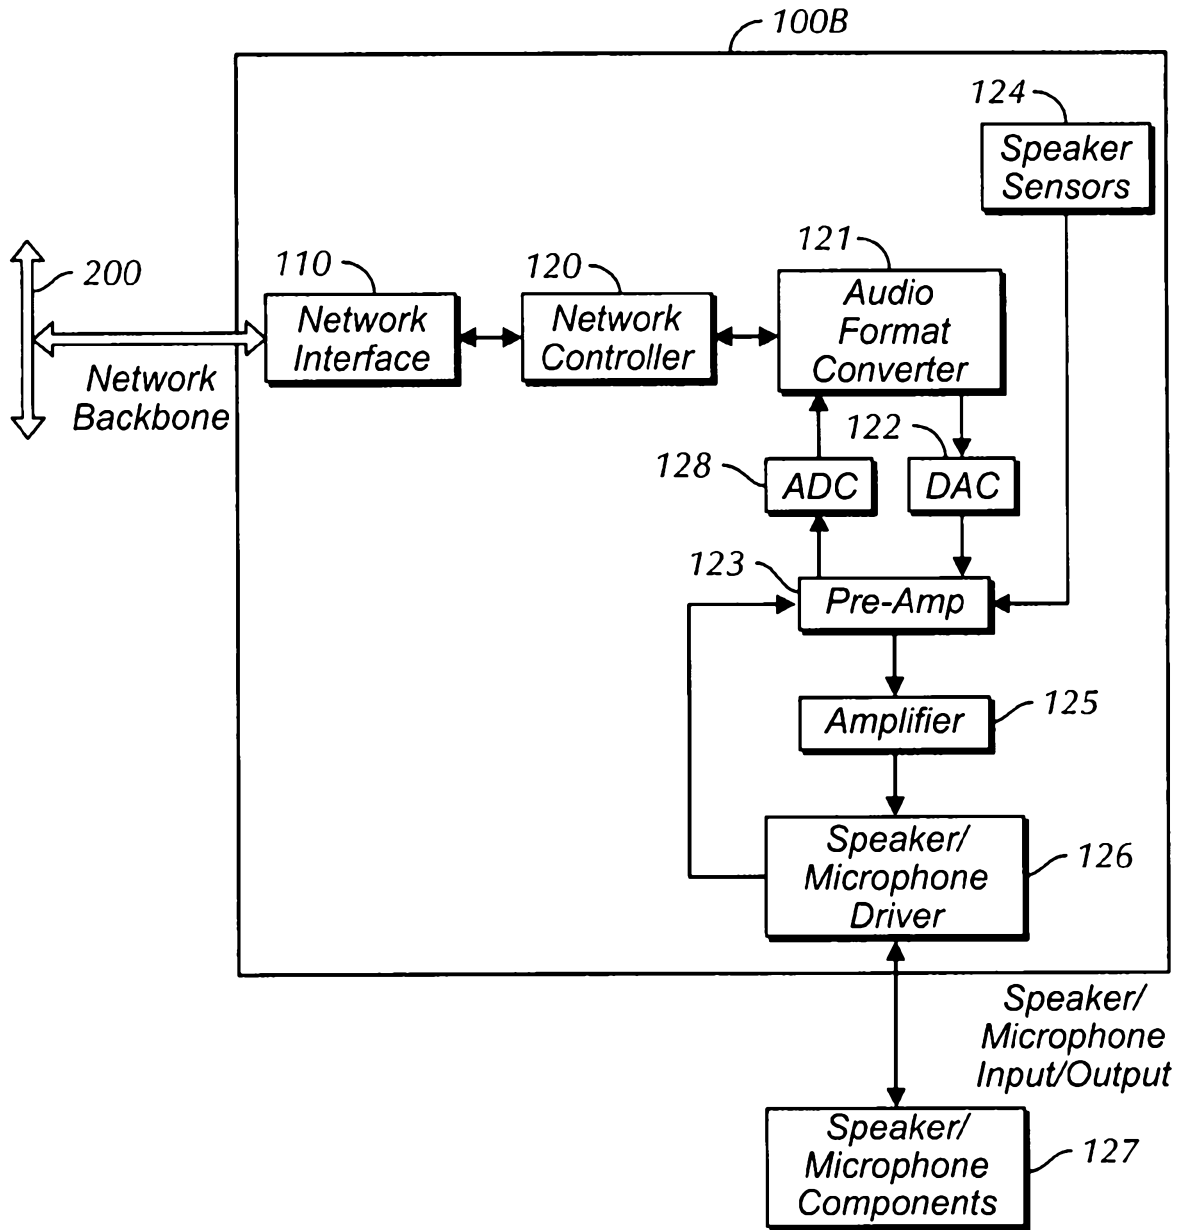 100B
124
Speaker
Sensors
200
110
120
121
Network
Interface
Network
Controller
Audio
Format
Converter
Network
Backbone
122
128
ADC
DAC
123
Pre-Amp
Amplifier
125
Speaker/
Microphone
Driver
126
Speaker/
Microphone
Input/Output
Speaker/
Microphone
Components
127